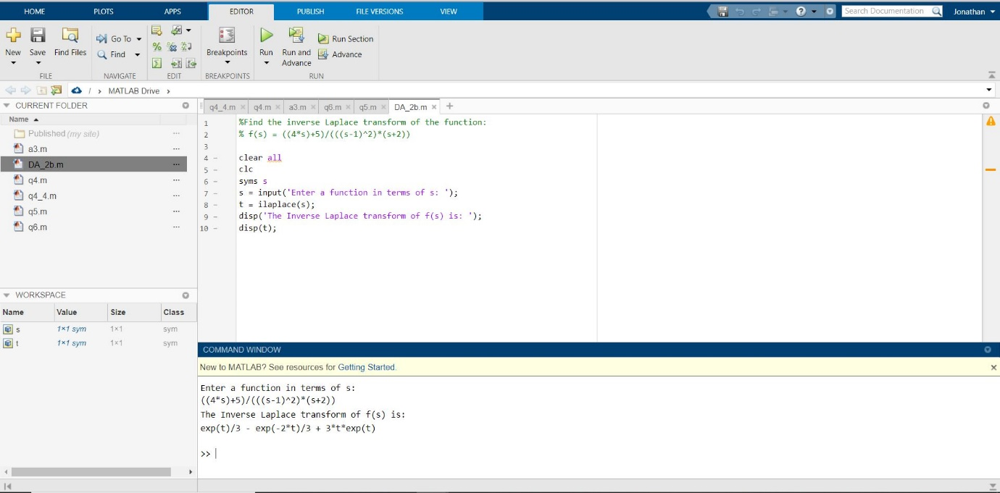 HOME PLOTS APPS EDITOR PUBLISH FILE VERSIONS VIEW Search Documentation Jonathan
New Save Find Files Go To Find Breakpoints Run Run and Advance Run Section Advance
FILE NAVIGATE EDIT BREAKPOINTS RUN
/ › MATLAB Drive ›
CURRENT FOLDER
Name
Published (my site)
a3.m
DA_2b.m
q4.m
q4_4.m
q5.m
q6.m
WORKSPACE
Name Value Size Class
s 1×1 sym 1×1 sym
t 1×1 sym 1×1 sym
q4_4.m × q4.m × a3.m × q6.m × q5.m × DA_2b.m × +
1 %Find the inverse Laplace transform of the function:
2 % f(s) = ((4*s)+5)/(((s-1)^2)*(s+2))
3
4 - clear all
5 - clc
6 - syms s
7 - s = input('Enter a function in terms of s: ');
8 - t = ilaplace(s);
9 - disp('The Inverse Laplace transform of f(s) is: ');
10 - disp(t);
COMMAND WINDOW
New to MATLAB? See resources for Getting Started.
Enter a function in terms of s:
((4*s)+5)/(((s-1)^2)*(s+2))
The Inverse Laplace transform of f(s) is:
exp(t)/3 - exp(-2*t)/3 + 3*t*exp(t)
>>